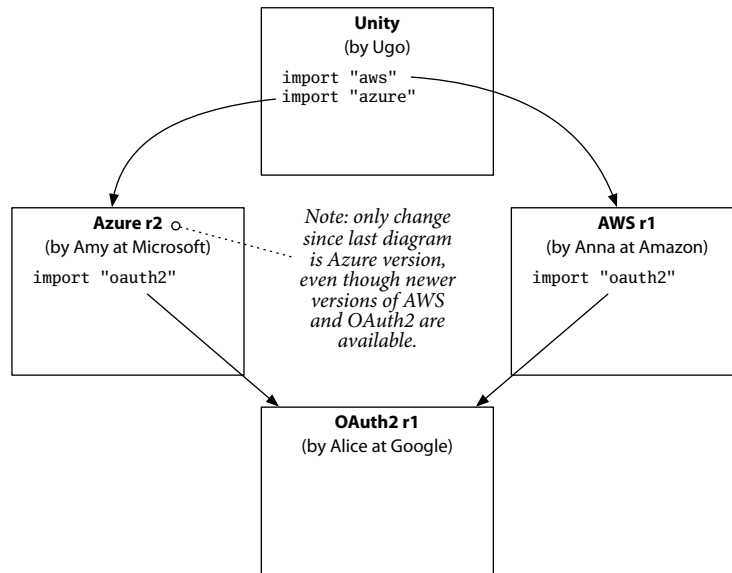 Unity
(by Ugo)
import "aws"
import "azure"
Azure r2
(by Amy at Microsoft)
import "oauth2"
Note: only change
since last diagram
is Azure version,
even though newer
versions of AWS
and OAuth2 are
available.
AWS r1
(by Anna at Amazon)
import "oauth2"
OAuth2 r1
(by Alice at Google)